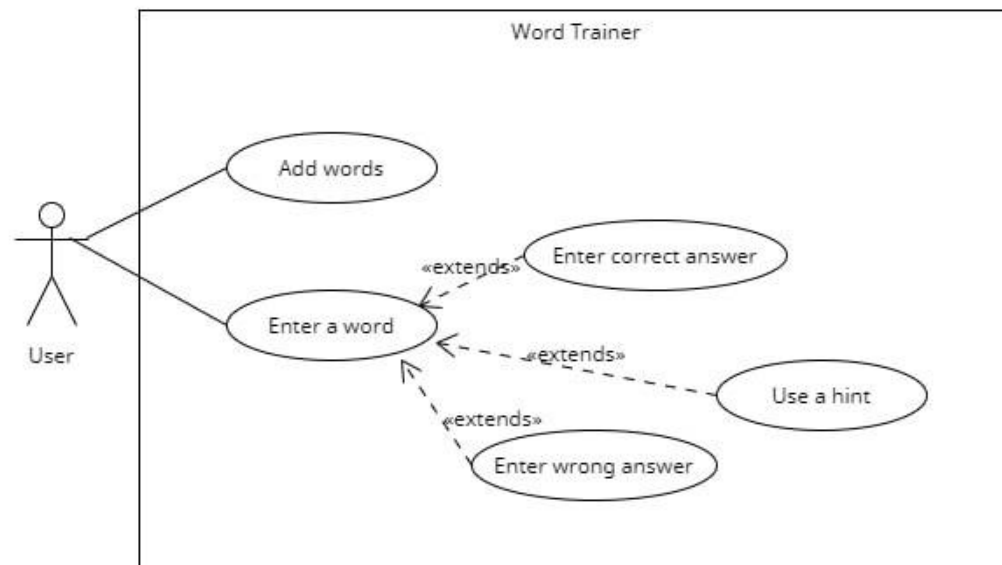 Word Trainer
Add words
Enter correct answer
«extends»
Enter a word
«extends»
User
Use a hint
«extends»
Enter wrong answer